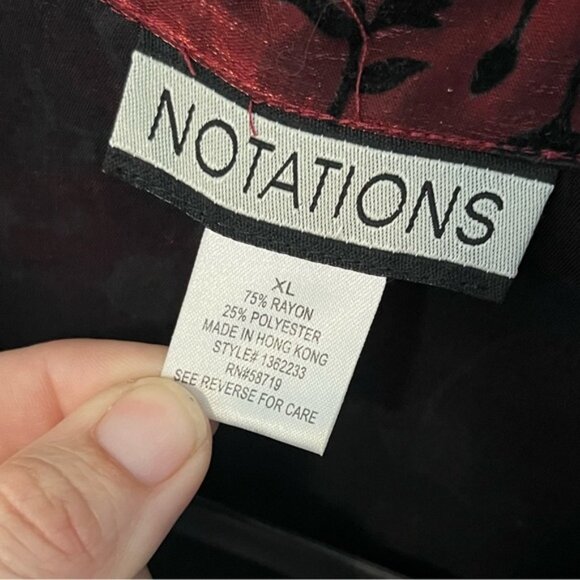 NOTATIONS
XL
75% RAYON
25% POLYESTER
MADE IN HONG KONG
STYLE# 1362233
RN#58719
SEE REVERSE FOR CARE